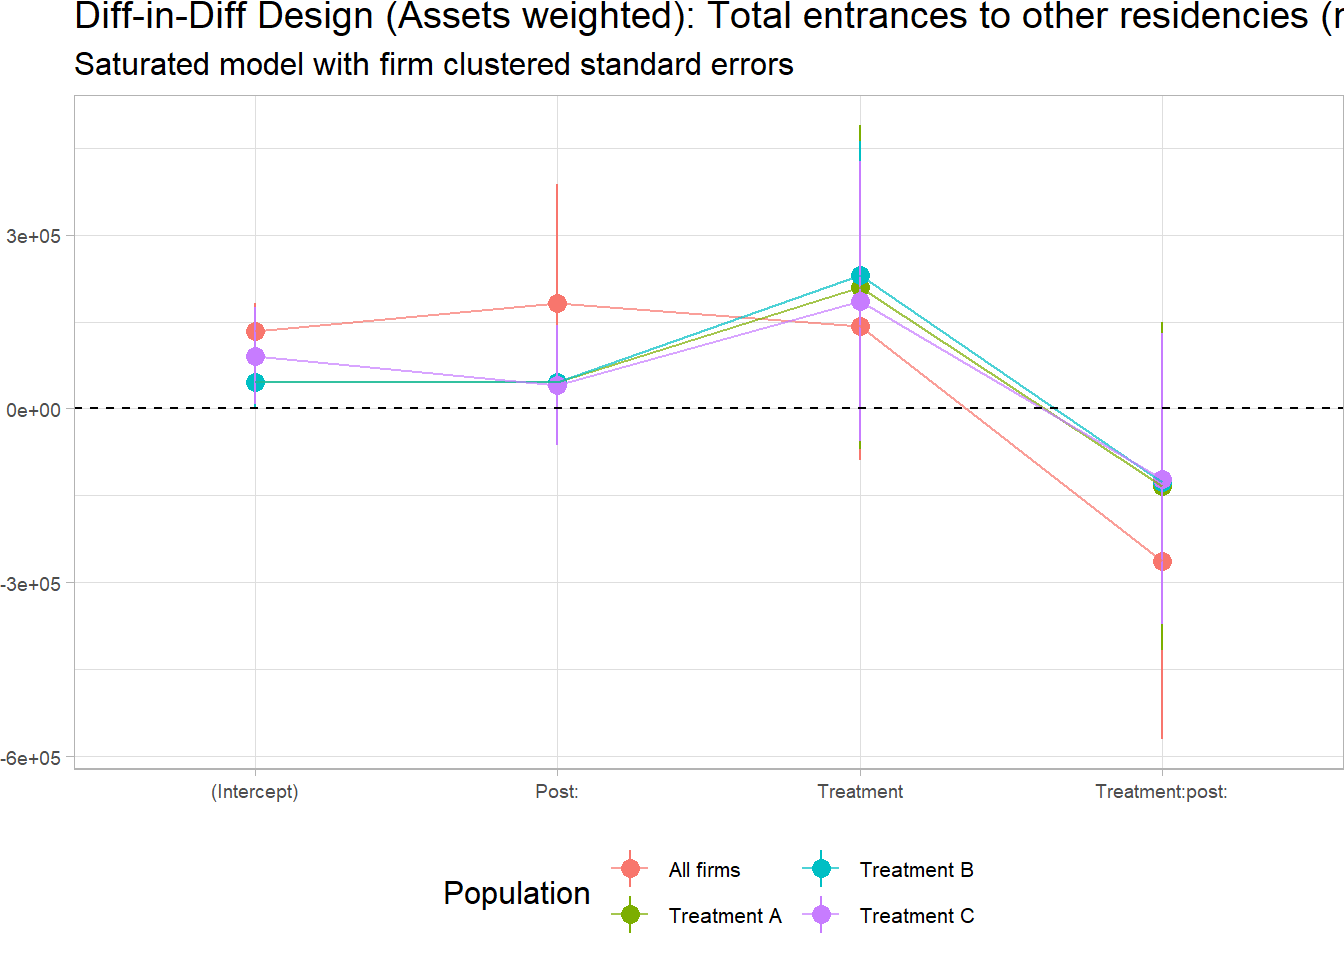 Diff-in-Diff Design (Assets weighted): Total entrances to other residencies (
Saturated model with firm clustered standard errors
3e+05
0e+00
-3e+05
-6e+05
(Intercept)
Post:
Treatment
Treatment:post:
Population
All firms
Treatment B
Treatment A
Treatment C